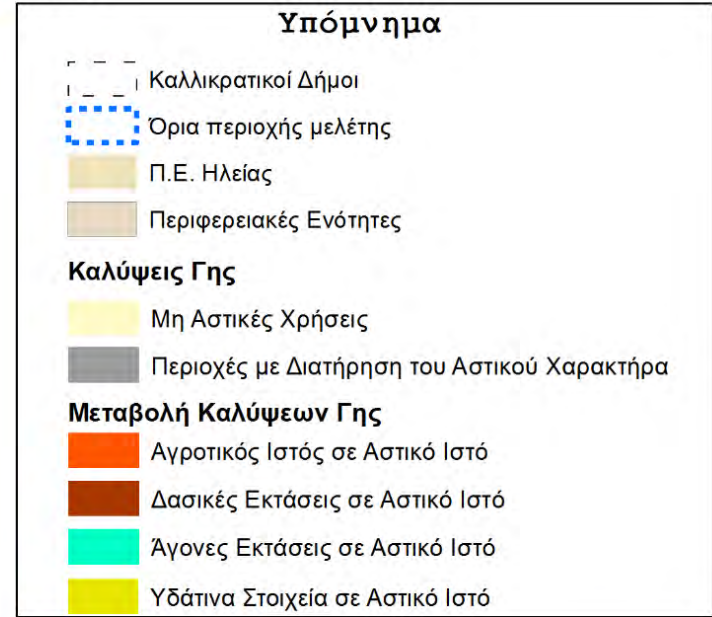 Υπόμνημα
Καλλικρατικοί Δήμοι
Όρια περιοχής μελέτης
Π.Ε. Ηλείας
Περιφερειακές Ενότητες
Καλύψεις Γης
Μη Αστικές Χρήσεις
Περιοχές με Διατήρηση του Αστικού Χαρακτήρα
Μεταβολή Καλύψεων Γης
Αγροτικός Ιστός σε Αστικό Ιστό
Δασικές Εκτάσεις σε Αστικό Ιστό
Άγονες Εκτάσεις σε Αστικό Ιστό
Υδάτινα Στοιχεία σε Αστικό Ιστό